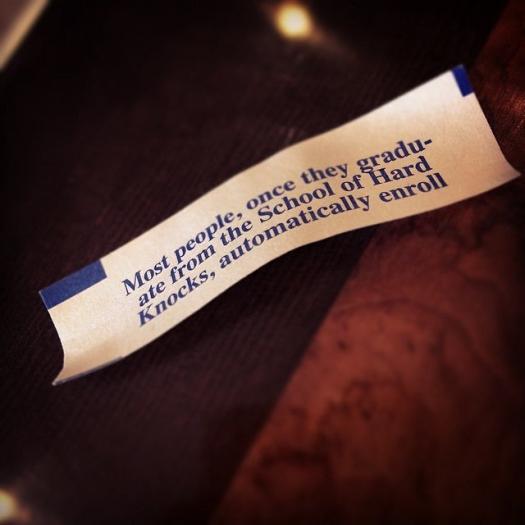 Most people, once they gradu-
ate from the School of Hard
Knocks, automatically enroll